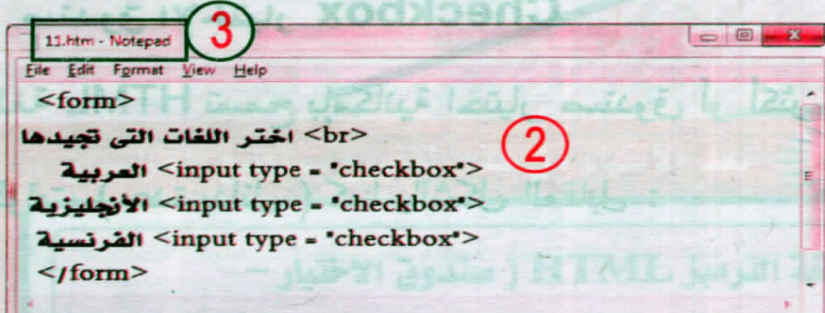 11.htm - Notepad 3
File Edit Format View Help
<form>
اختر اللغات التى تجيدها <br>
2
العربية <input type = "checkbox">
الأنجليزية <input type = "checkbox">
الفرنسية <input type = "checkbox">
</form>